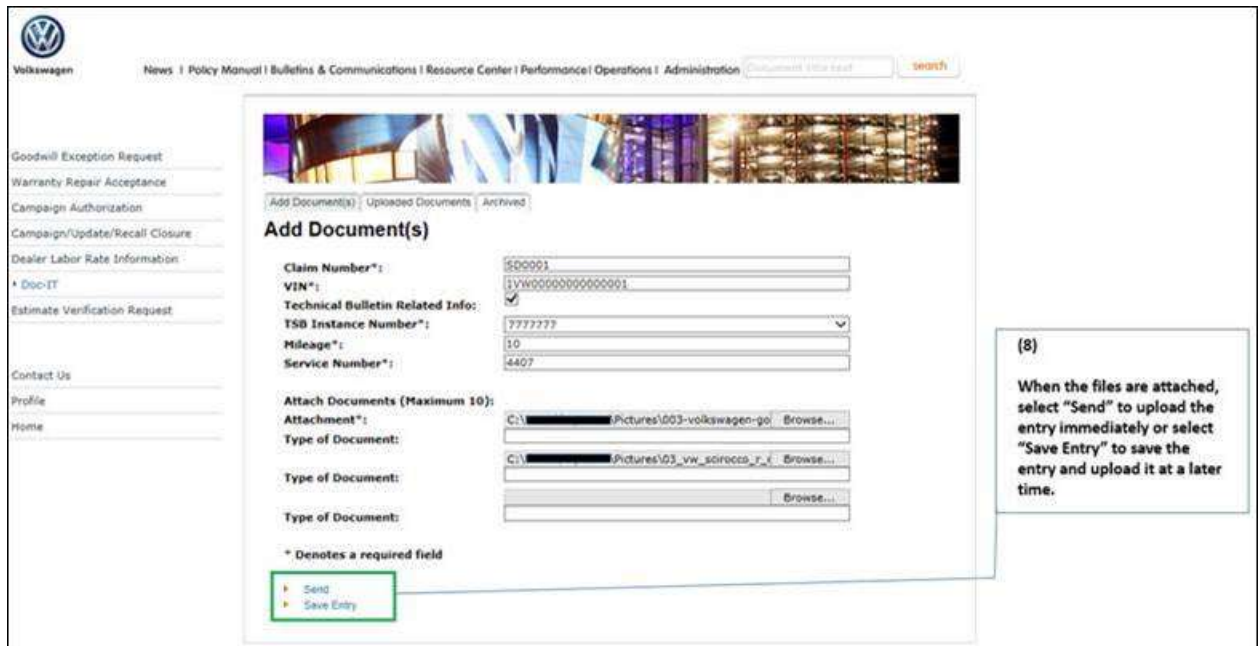 Volkswagen
News | Policy Manual | Bulletins & Communications | Resource Center | Performance | Operations | Administration
Document title text
search
Goodwill Exception Request
Warranty Repair Acceptance
Campaign Authorization
Campaign/Update/Recall Closure
Dealer Labor Rate Information
Doc-IT
Estimate Verification Request
Contact Us
Profile
Home
Add Document(s) Uploaded Documents Archived
Add Document(s)
Claim Number*: SD0001
VIN*: 1VW00000000000001
Technical Bulletin Related Info:
TSB Instance Number*: 7777777
Mileage*: 10
Service Number*: 4407
Attach Documents (Maximum 10):
Attachment*: C:\ \Pictures\003-volkswagen-go Browse...
Type of Document:
C:\ \Pictures\03_vw_scirocco_r_ Browse...
Type of Document:
Browse...
Type of Document:
* Denotes a required field
Send
Save Entry
(8)
When the files are attached,
select “Send” to upload the
entry immediately or select
“Save Entry” to save the
entry and upload it at a later
time.